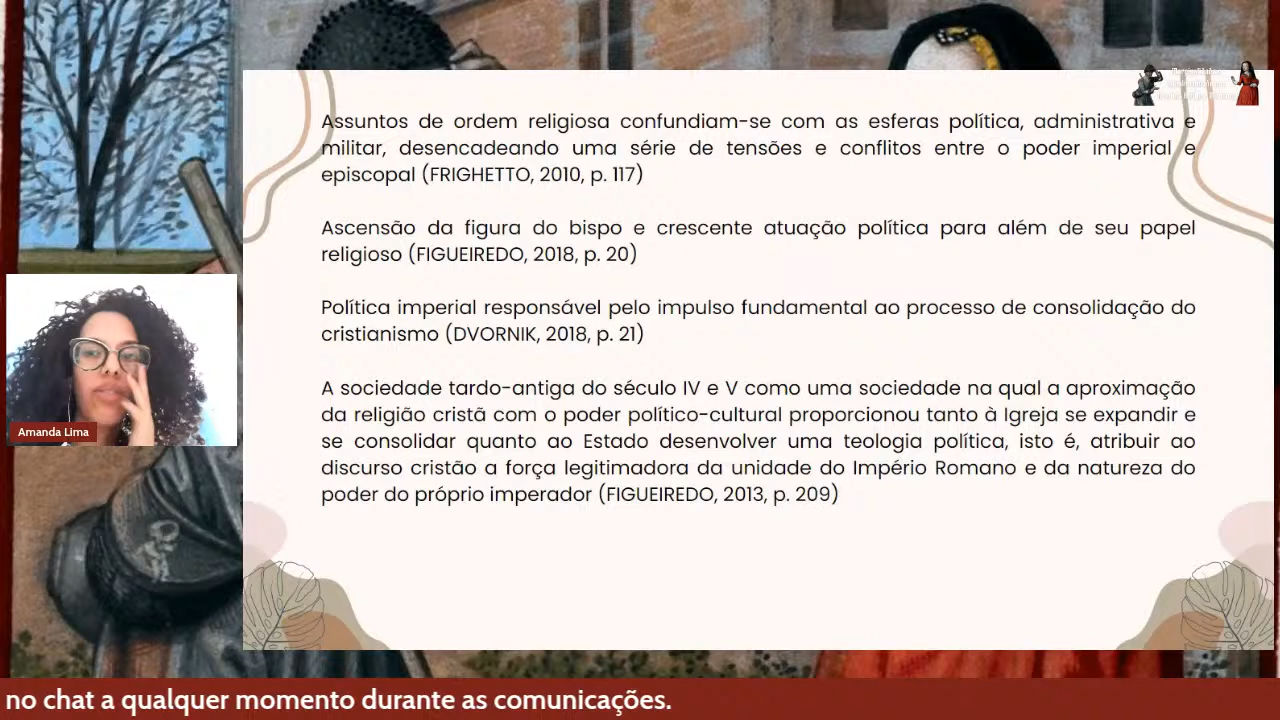 Assuntos de ordem religiosa confundiam-se com as esferas política, administrativa e
militar, desencadeando uma série de tensões e conflitos entre o poder imperial e
episcopal (FRIGHETTO, 2010, p. 117)
Ascensão da figura do bispo e crescente atuação política para além de seu papel
religioso (FIGUEIREDO, 2018, p. 20)
Política imperial responsável pelo impulso fundamental ao processo de consolidação do
cristianismo (DVORNIK, 2018, p. 21)
A sociedade tardo-antiga do século IV e V como uma sociedade na qual a aproximação
da religião cristã com o poder político-cultural proporcionou tanto à Igreja se expandir e
se consolidar quanto ao Estado desenvolver uma teologia política, isto é, atribuir ao
discurso cristão a força legitimadora da unidade do Império Romano e da natureza do
poder do próprio imperador (FIGUEIREDO, 2013, p. 209)
Amanda Lima
no chat a qualquer momento durante as comunicações.